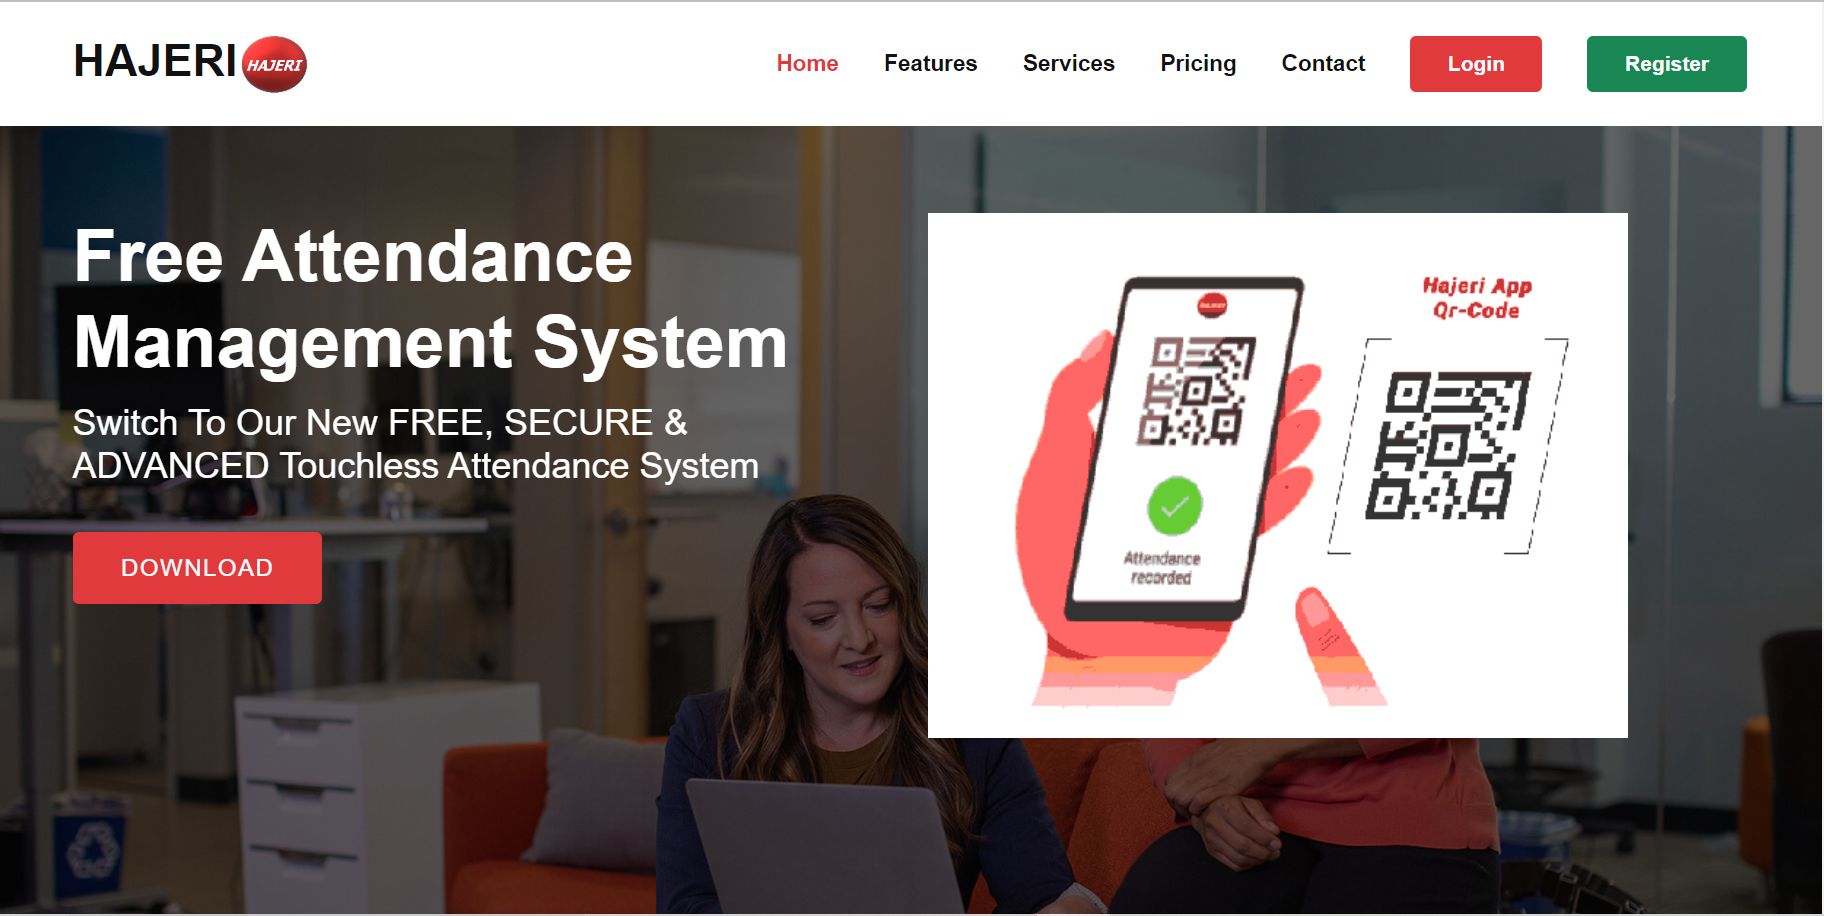 HAJERI
HAJERI
Home
Features
Services
Pricing
Contact
Login
Register
Free Attendance
Management System
Switch To Our New FREE, SECURE &
ADVANCED Touchless Attendance System
DOWNLOAD
HAJERI
Attendance
recorded
Hajeri App
Qr-Code